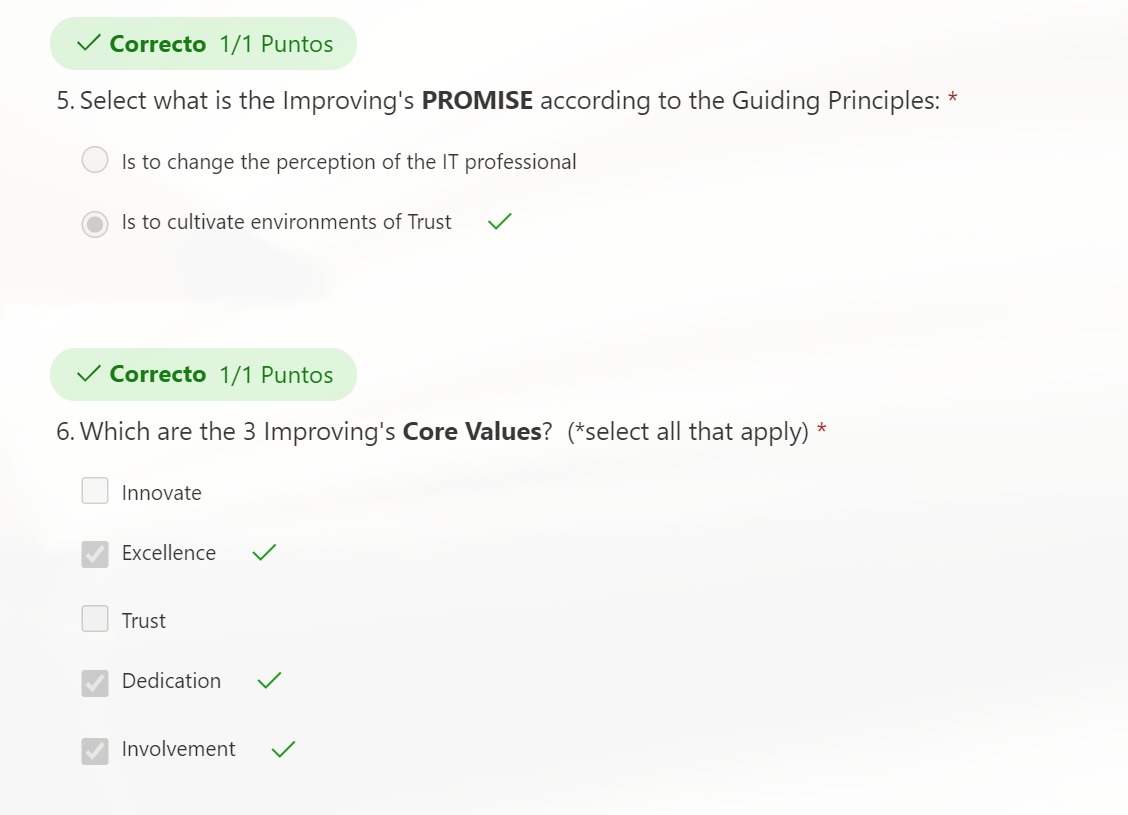 Correcto 1/1 Puntos
5. Select what is the Improving's PROMISE according to the Guiding Principles: *
Is to change the perception of the IT professional
Is to cultivate environments of Trust
Correcto 1/1 Puntos
6. Which are the 3 Improving's Core Values? (*select all that apply) *
Innovate
Excellence
Trust
Dedication
Involvement